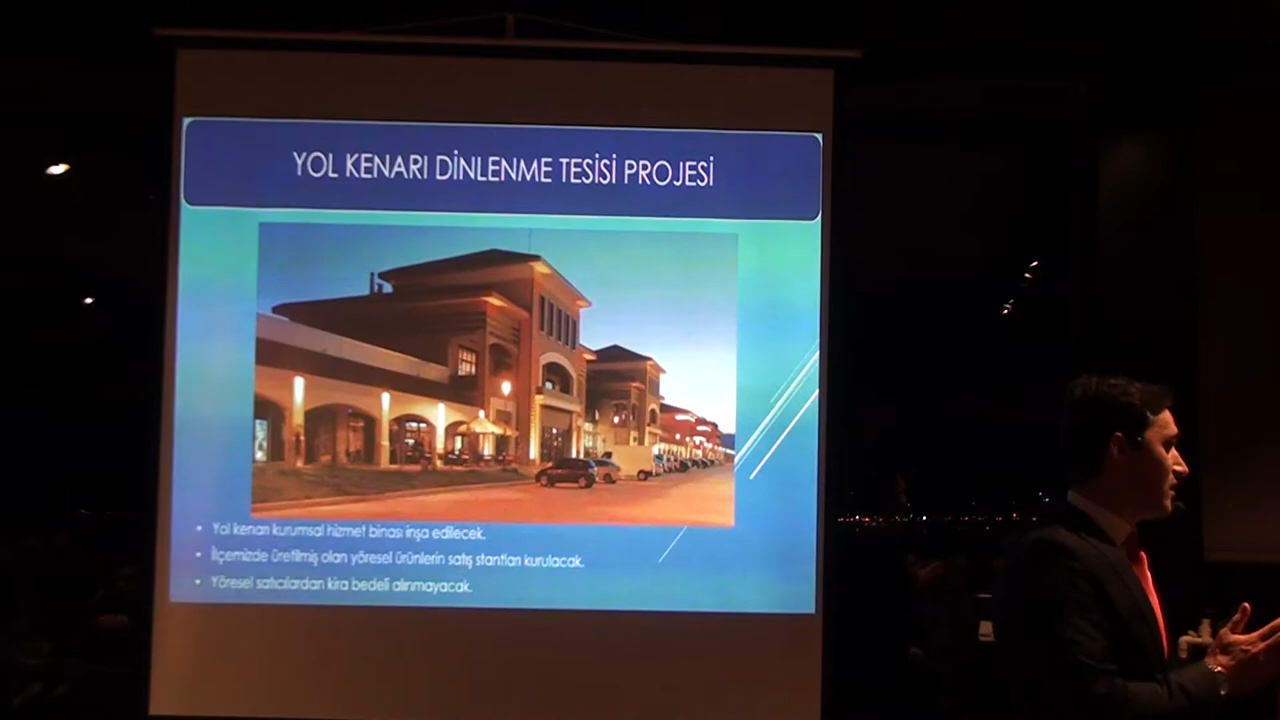 YOL KENARI DİNLENME TESİSİ PROJESİ
• Yol kenarı kurumsal hizmet binası inşa edilecek.
• İlçemizde üretilmiş olan yöresel ürünlerin satış stantları kurulacak.
• Yöresel satıcılardan kira bedeli alınmayacak.